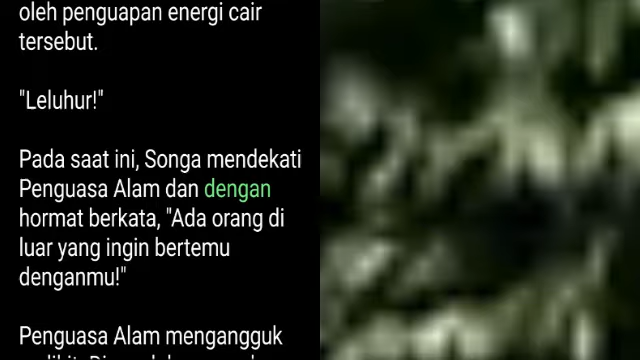 oleh penguapan energi cair
tersebut.
"Leluhur!"
Pada saat ini, Songa mendekati
Penguasa Alam dan dengan
hormat berkata, "Ada orang di
luar yang ingin bertemu
denganmu!"
Penguasa Alam mengangguk